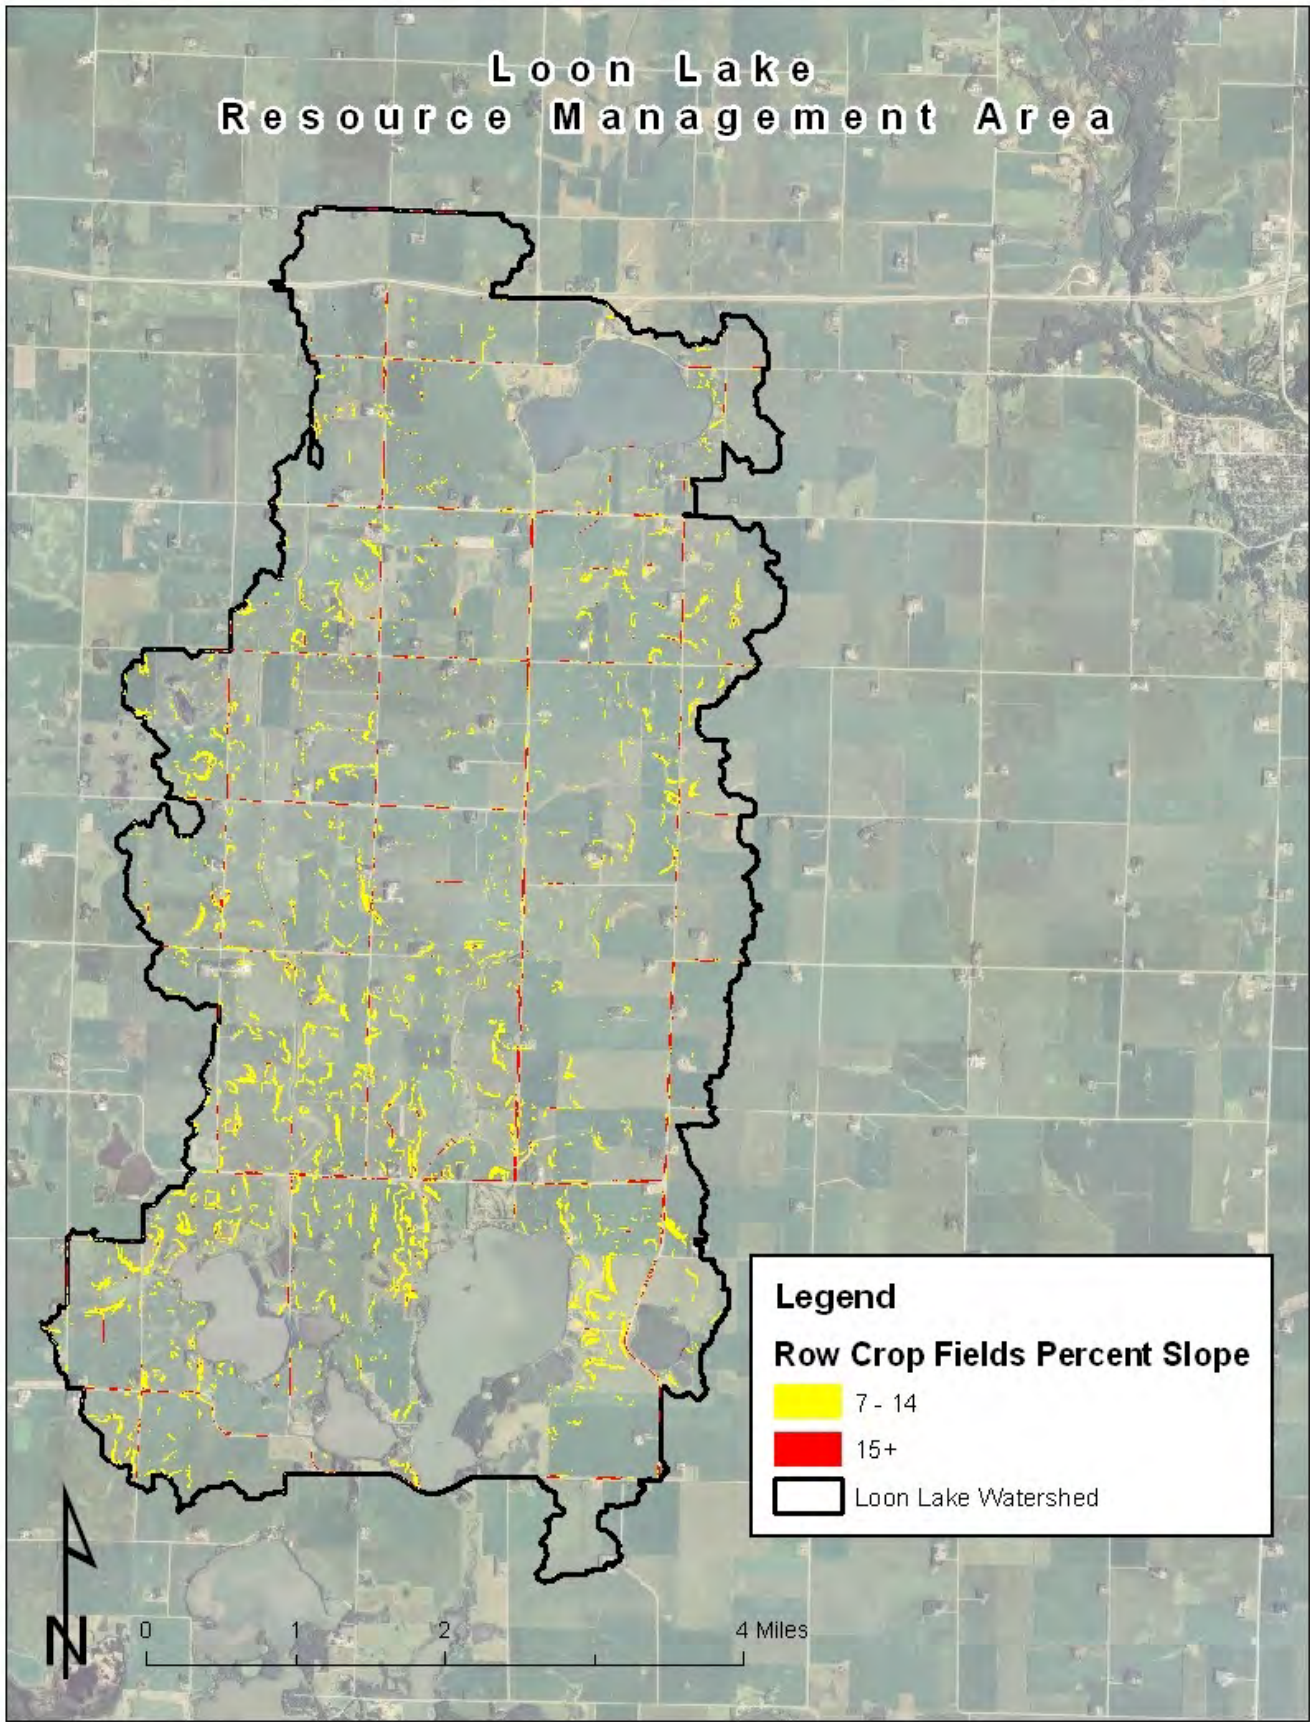 Loon Lake
Resource Management Area
Legend
Row Crop Fields Percent Slope
7 - 14
15+
Loon Lake Watershed
N
0 1 2 4 Miles